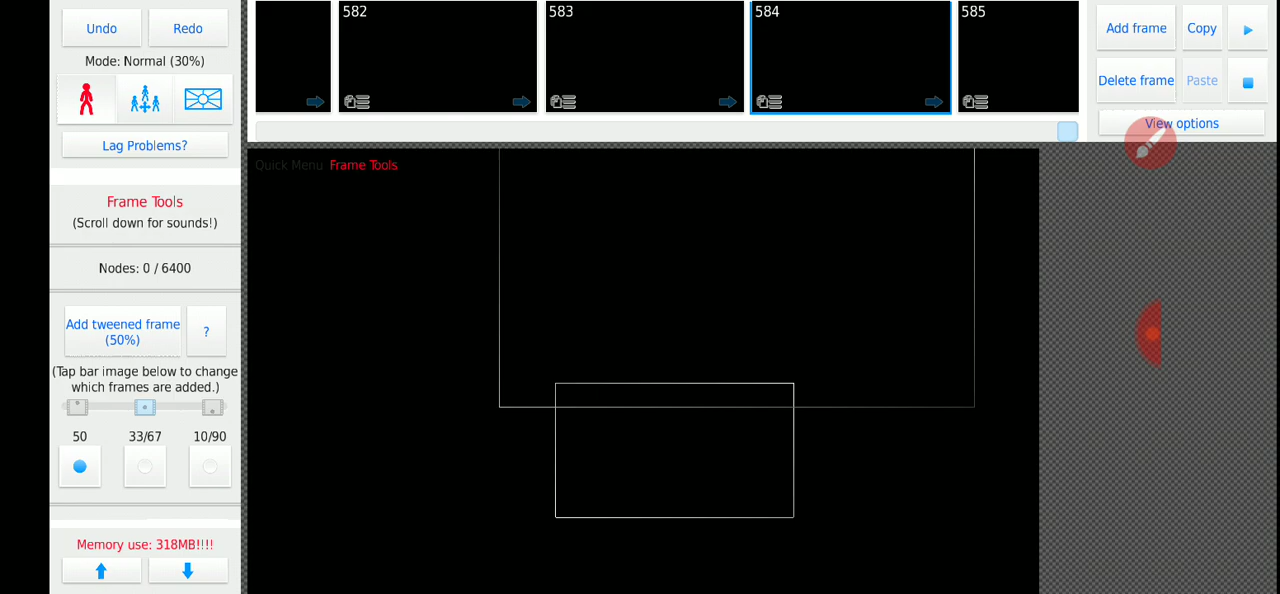 Undo
Redo
Mode: Normal (30%)
Lag Problems?
Frame Tools
(Scroll down for sounds!)
Nodes: 0 / 6400
Add tweened frame
(50%)
?
(Tap bar image below to change
which frames are added.)
50
33/67
10/90
Memory use: 318MB!!!!
582
583
584
585
Add frame
Copy
Delete frame
Paste
View options
Quick Menu
Frame Tools